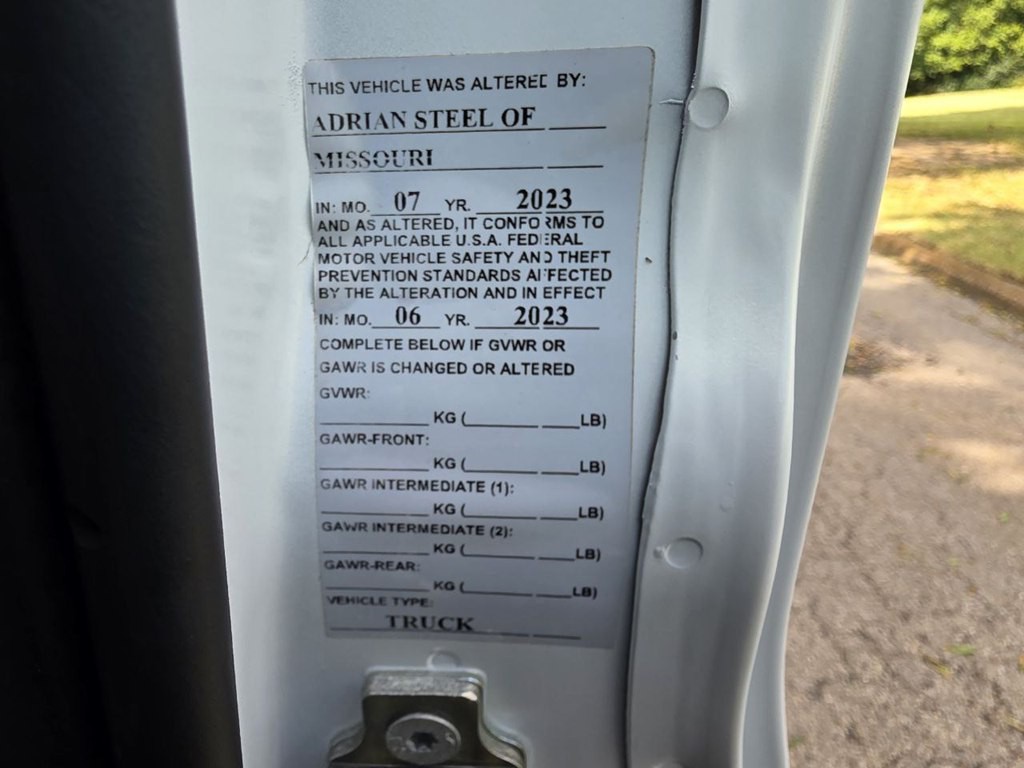 THIS VEHICLE WAS ALTERED BY:
ADRIAN STEEL OF
MISSOURI
IN: MO. 07 YR. 2023
AND AS ALTERED, IT CONFORMS TO
ALL APPLICABLE U.S.A. FEDERAL
MOTOR VEHICLE SAFETY AND THEFT
PREVENTION STANDARDS AFFECTED
BY THE ALTERATION AND IN EFFECT
IN: MO. 06 YR. 2023
COMPLETE BELOW IF GVWR OR
GAWR IS CHANGED OR ALTERED
GVWR:
KG ( LB)
GAWR-FRONT:
KG ( LB)
GAWR INTERMEDIATE (1):
KG ( LB)
GAWR INTERMEDIATE (2):
KG ( LB)
GAWR-REAR:
KG ( LB)
VEHICLE TYPE:
TRUCK